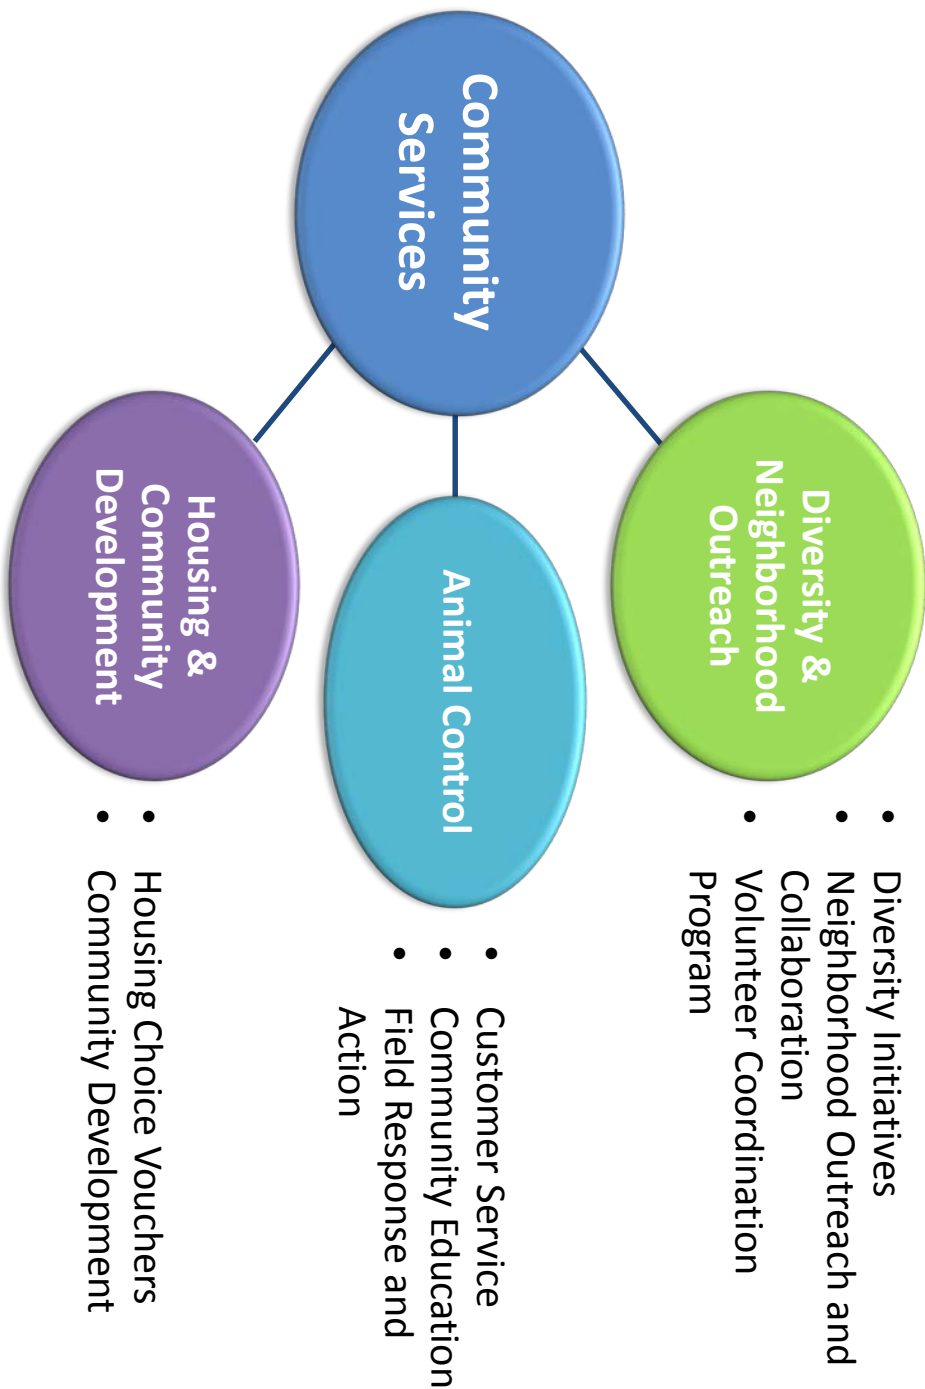 Community
Services
Diversity &
Neighborhood
Outreach
• Diversity Initiatives
• Neighborhood Outreach and
Collaboration
• Volunteer Coordination
Program
Animal Control
• Customer Service
• Community Education
• Field Response and
Action
Housing &
Community
Development
• Housing Choice Vouchers
• Community Development